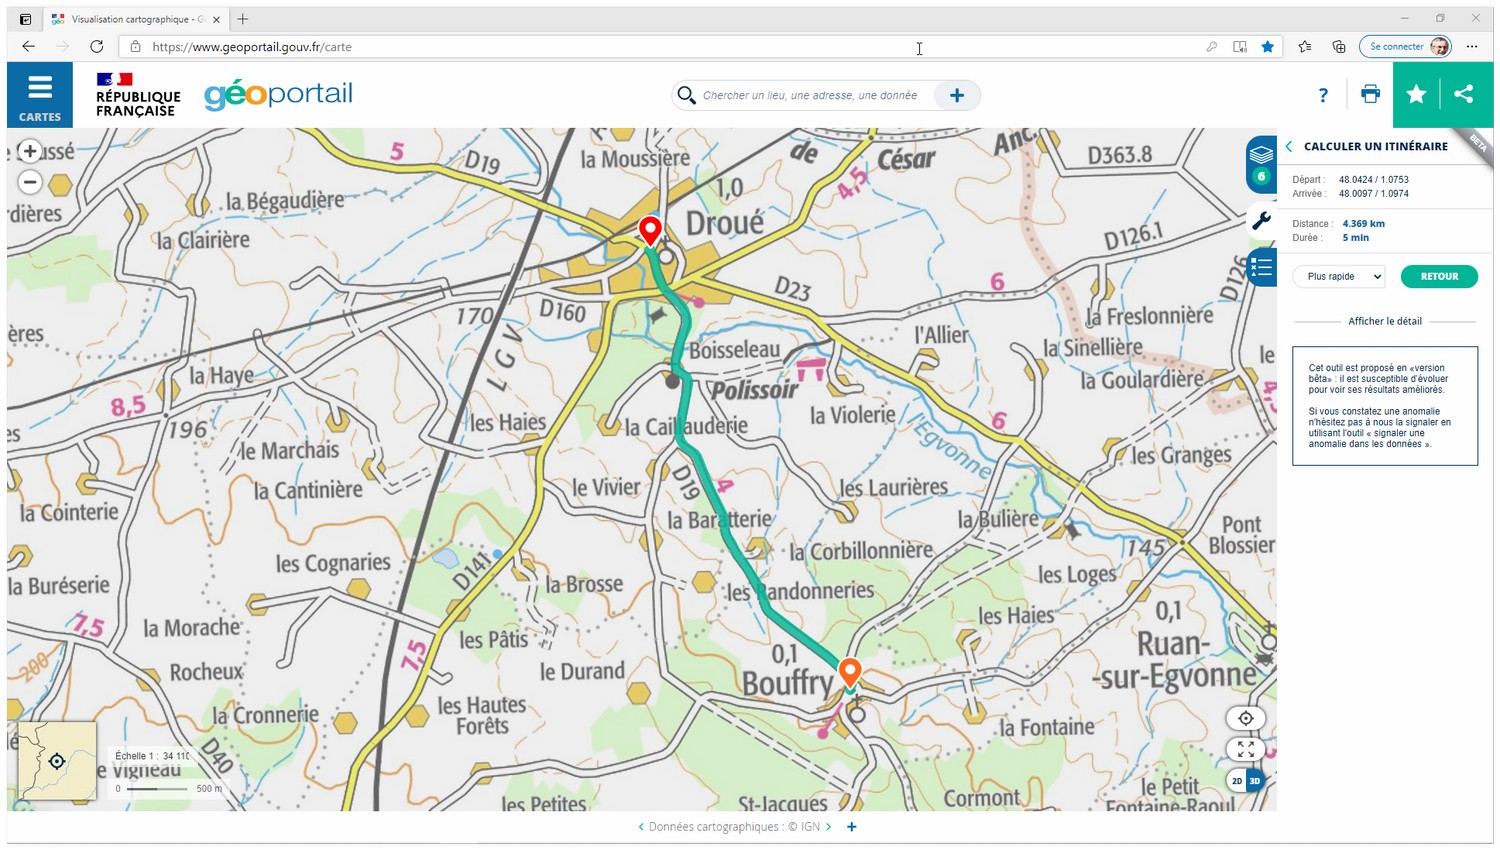 Visualisation cartographique - G
https://www.geoportail.gouv.fr/carte
Se connecter
CARTES
RÉPUBLIQUE
FRANÇAISE
géoportail
Chercher un lieu, une adresse, une donnée
?
BETA
CALCULER UN ITINÉRAIRE
Départ : 48.0424 / 1.0753
Arrivée : 48.0097 / 1.0974
Distance : 4.369 km
Durée : 5 min
Plus rapide
RETOUR
Afficher le détail
Cet outil est proposé en «version
bêta» : il est susceptible d'évoluer
pour voir ses résultats améliorés.
Si vous constatez une anomalie
n'hésitez pas à nous la signaler en
utilisant l'outil « signaler une
anomalie dans les données ».
6
5
D19
la Moussière
de
César
Anc.
D363.8
1,0
4,5
dières
la Bégaudière
Droué
la Clairière
D126.1
D126
6
D23
170
D160
la Freslonnière
ères
LGV
l'Allier
la Sinellière
Boisseleau
le
la Haye
Polissoir
la Goulardière
8,5
196
les Haies
la Caillauderie
la Violerie
6
es
le Marchais
l'Egvonne
les Granges
la Cantinière
le Vivier
D19
4
les Laurières
la Cointerie
la Baratterie
la Bulière
Pont
Blossier
les Cognaries
D141
la Corbillonnière
145
la Buréserie
la Brosse
les Randonneries
les Loges
7,5
la Morache
les Haies
0,1
Ruan-
-sur-Egvonne
200
les Pâtis
7,5
0,1
Bouffry
Rocheux
le Durand
la Cronnerie
les Hautes
Forêts
la Fontaine
D40
Échelle 1 : 34 110
e Vigneau
0 500 m
les Petites
St-Jacques
Cormont
le Petit
Fontaine-Raoul
2D 3D
Données cartographiques : © IGN